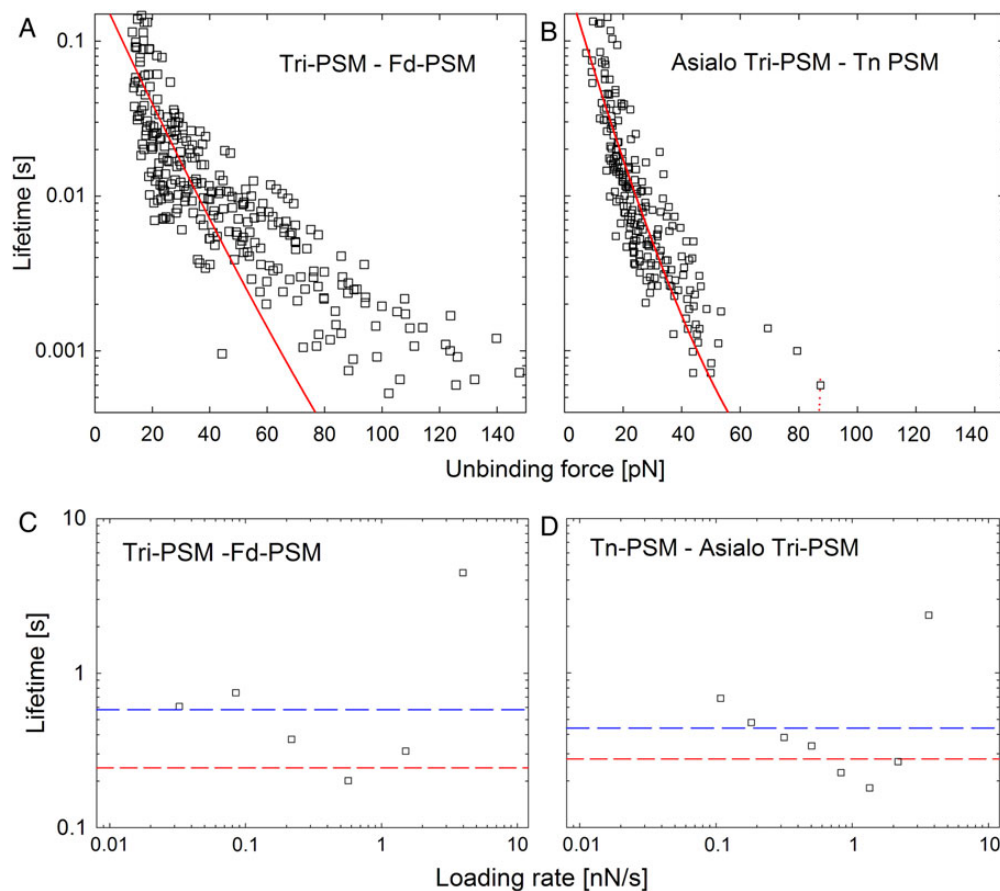 A
B
Tri-PSM - Fd-PSM
Asialo Tri-PSM - Tn PSM
Lifetime [s]
0.1
0.01
0.001
0 20 40 60 80 100 120 140
0 20 40 60 80 100 120 140
Unbinding force [pN]
C
D
Tri-PSM -Fd-PSM
Tn-PSM - Asialo Tri-PSM
Lifetime [s]
10
1
0.1
0.01 0.1 1 10
0.01 0.1 1 10
Loading rate [nN/s]